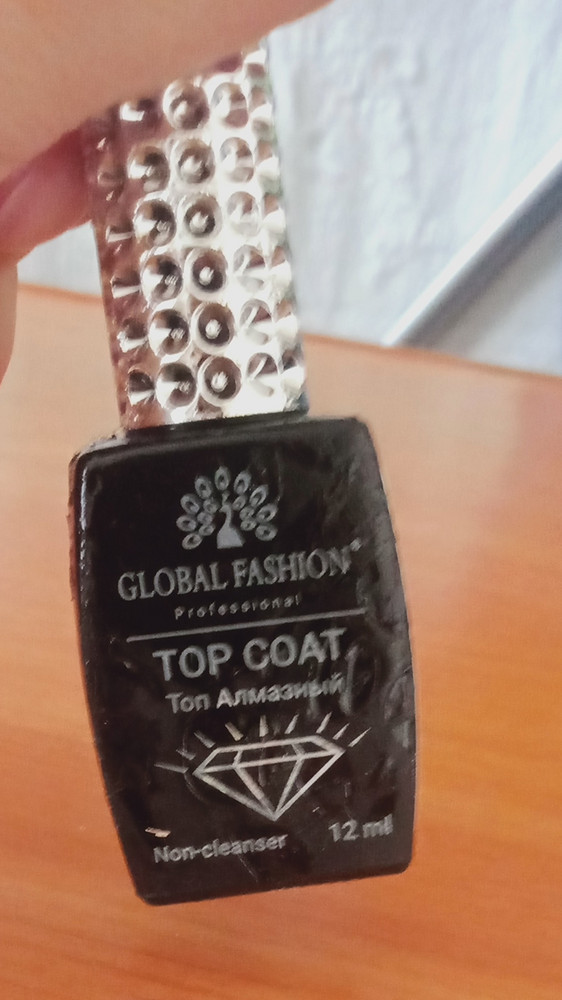 GLOBAL FASHION®
Professional
TOP COAT
Топ Алмазный
Non-cleanser
12 ml